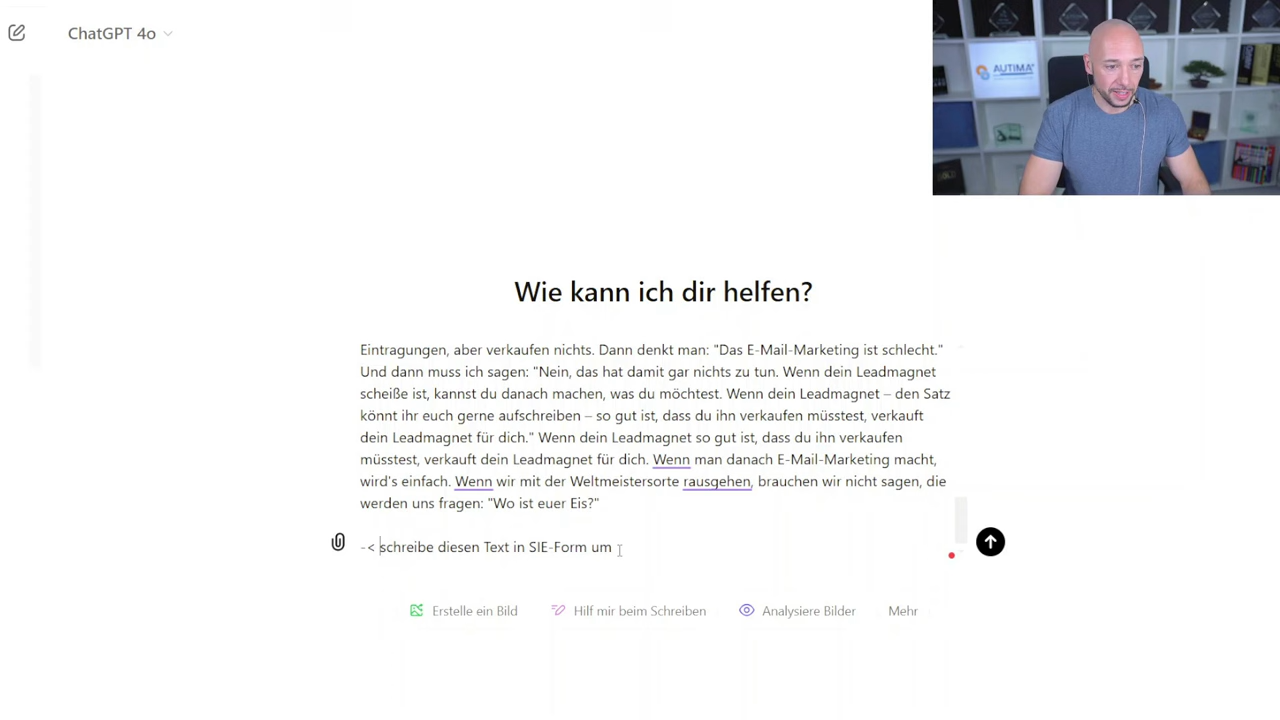 ChatGPT 4o
AUTIMA
Wie kann ich dir helfen?
Eintragungen, aber verkaufen nichts. Dann denkt man: "Das E-Mail-Marketing ist schlecht."
Und dann muss ich sagen: "Nein, das hat damit gar nichts zu tun. Wenn dein Leadmagnet
scheiße ist, kannst du danach machen, was du möchtest. Wenn dein Leadmagnet – den Satz
könnt ihr euch gerne aufschreiben – so gut ist, dass du ihn verkaufen müsstest, verkauft
dein Leadmagnet für dich." Wenn dein Leadmagnet so gut ist, dass du ihn verkaufen
müsstest, verkauft dein Leadmagnet für dich. Wenn man danach E-Mail-Marketing macht,
wird's einfach. Wenn wir mit der Weltmeistersorte rausgehen, brauchen wir nicht sagen, die
werden uns fragen: "Wo ist euer Eis?"
-< schreibe diesen Text in SIE-Form um
Erstelle ein Bild
Hilf mir beim Schreiben
Analysiere Bilder
Mehr